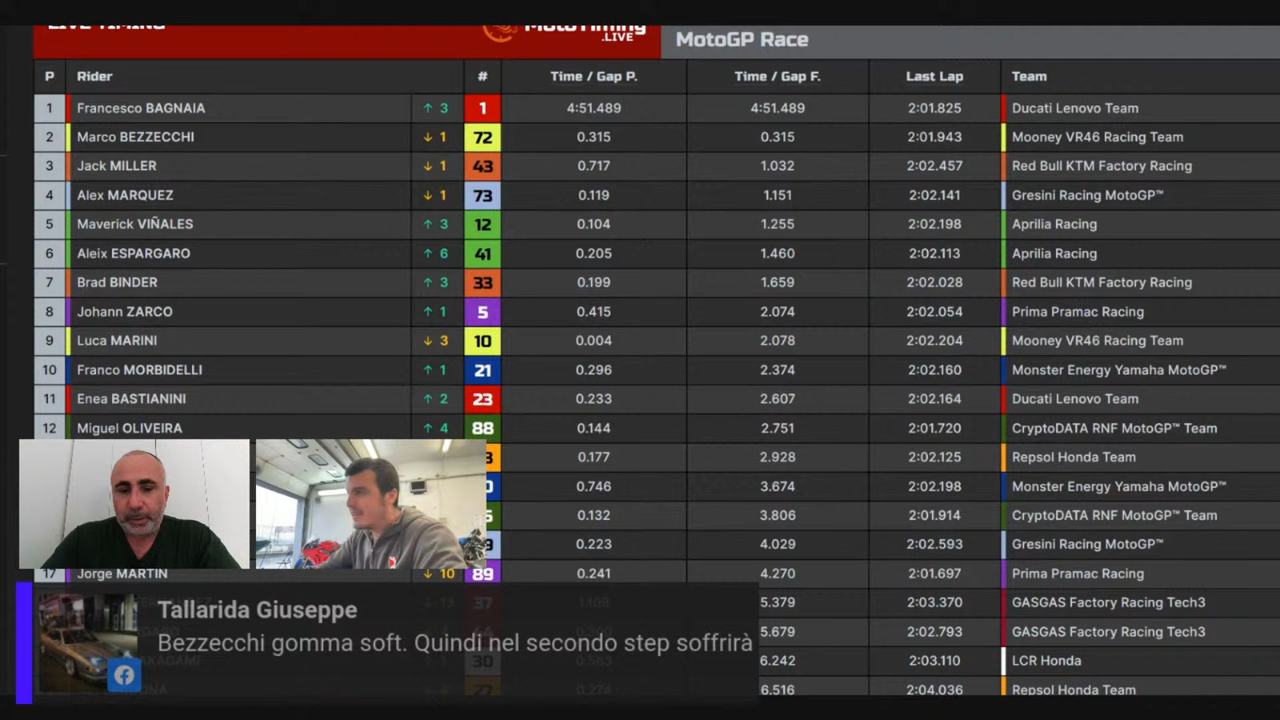 LIVE TIMING
MotoTiming
.LIVE
MotoGP Race
P Rider # Time / Gap P. Time / Gap F. Last Lap Team
1 Francesco BAGNAIA ↑ 3 1 4:51.489 4:51.489 2:01.825 Ducati Lenovo Team
2 Marco BEZZECCHI ↓ 1 72 0.315 0.315 2:01.943 Mooney VR46 Racing Team
3 Jack MILLER ↓ 1 43 0.717 1.032 2:02.457 Red Bull KTM Factory Racing
4 Alex MARQUEZ ↓ 1 73 0.119 1.151 2:02.141 Gresini Racing MotoGP™
5 Maverick VIÑALES ↑ 3 12 0.104 1.255 2:02.198 Aprilia Racing
6 Aleix ESPARGARO ↑ 6 41 0.205 1.460 2:02.113 Aprilia Racing
7 Brad BINDER ↑ 3 33 0.199 1.659 2:02.028 Red Bull KTM Factory Racing
8 Johann ZARCO ↑ 1 5 0.415 2.074 2:02.054 Prima Pramac Racing
9 Luca MARINI ↓ 3 10 0.004 2.078 2:02.204 Mooney VR46 Racing Team
10 Franco MORBIDELLI ↑ 1 21 0.296 2.374 2:02.160 Monster Energy Yamaha MotoGP™
11 Enea BASTIANINI ↑ 2 23 0.233 2.607 2:02.164 Ducati Lenovo Team
12 Miguel OLIVEIRA ↑ 4 88 0.144 2.751 2:01.720 CryptoDATA RNF MotoGP™ Team
0.177 2.928 2:02.125 Repsol Honda Team
0.746 3.674 2:02.198 Monster Energy Yamaha MotoGP™
0.132 3.806 2:01.914 CryptoDATA RNF MotoGP™ Team
0.223 4.029 2:02.593 Gresini Racing MotoGP™
17 Jorge MARTIN ↓ 10 89 0.241 4.270 2:01.697 Prima Pramac Racing
37 1.108 5.379 2:03.370 GASGAS Factory Racing Tech3
5.679 2:02.793 GASGAS Factory Racing Tech3
30 0.563 6.242 2:03.110 LCR Honda
27 0.274 6.516 2:04.036 Repsol Honda Team
Tallarida Giuseppe
Bezzecchi gomma soft. Quindi nel secondo step soffrirà